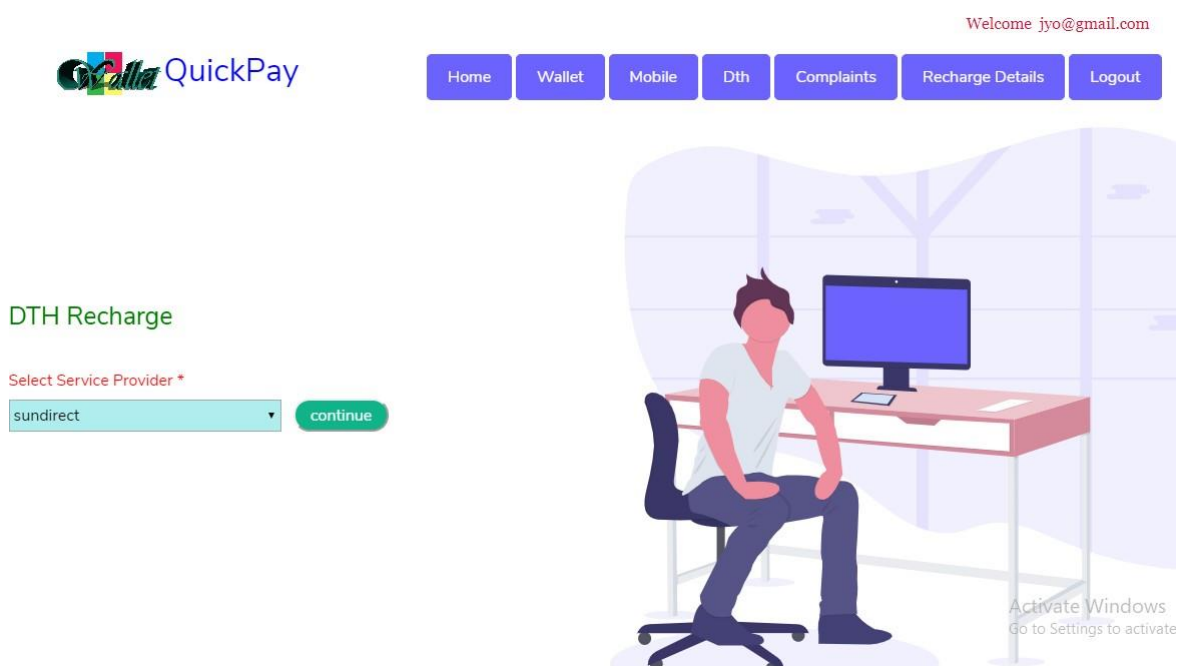 Welcome jyo@gmail.com
Wallet QuickPay
Home Wallet Mobile Dth Complaints Recharge Details Logout
DTH Recharge
Select Service Provider *
sundirect
continue
Activate Windows
Go to Settings to activate